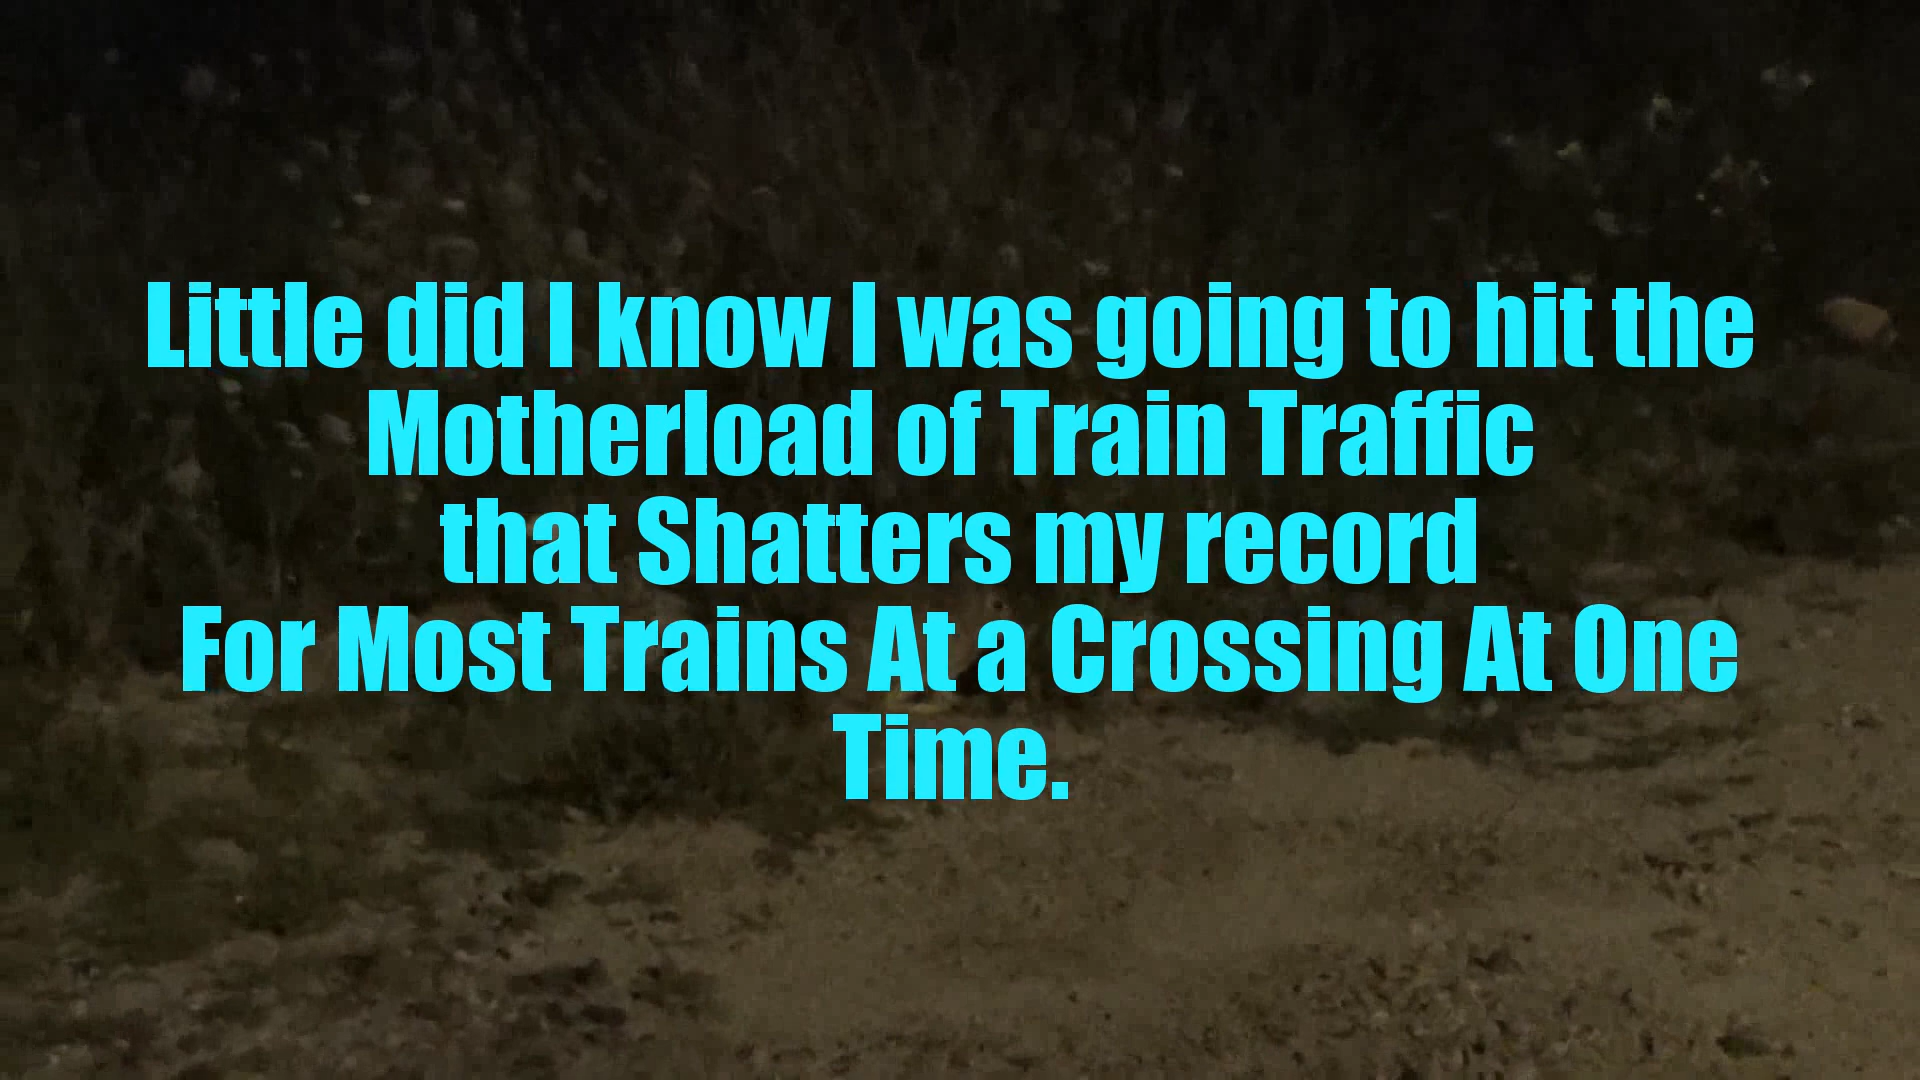 Little did I know I was going to hit the
Motherload of Train Traffic
that Shatters my record
For Most Trains At a Crossing At One
Time.